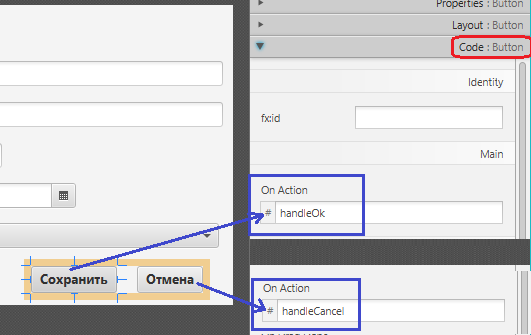 Properties : Button
Layout : Button
Code : Button
Identity
fx:id
Main
On Action
# handleOk
Сохранить Отмена
On Action
# handleCancel